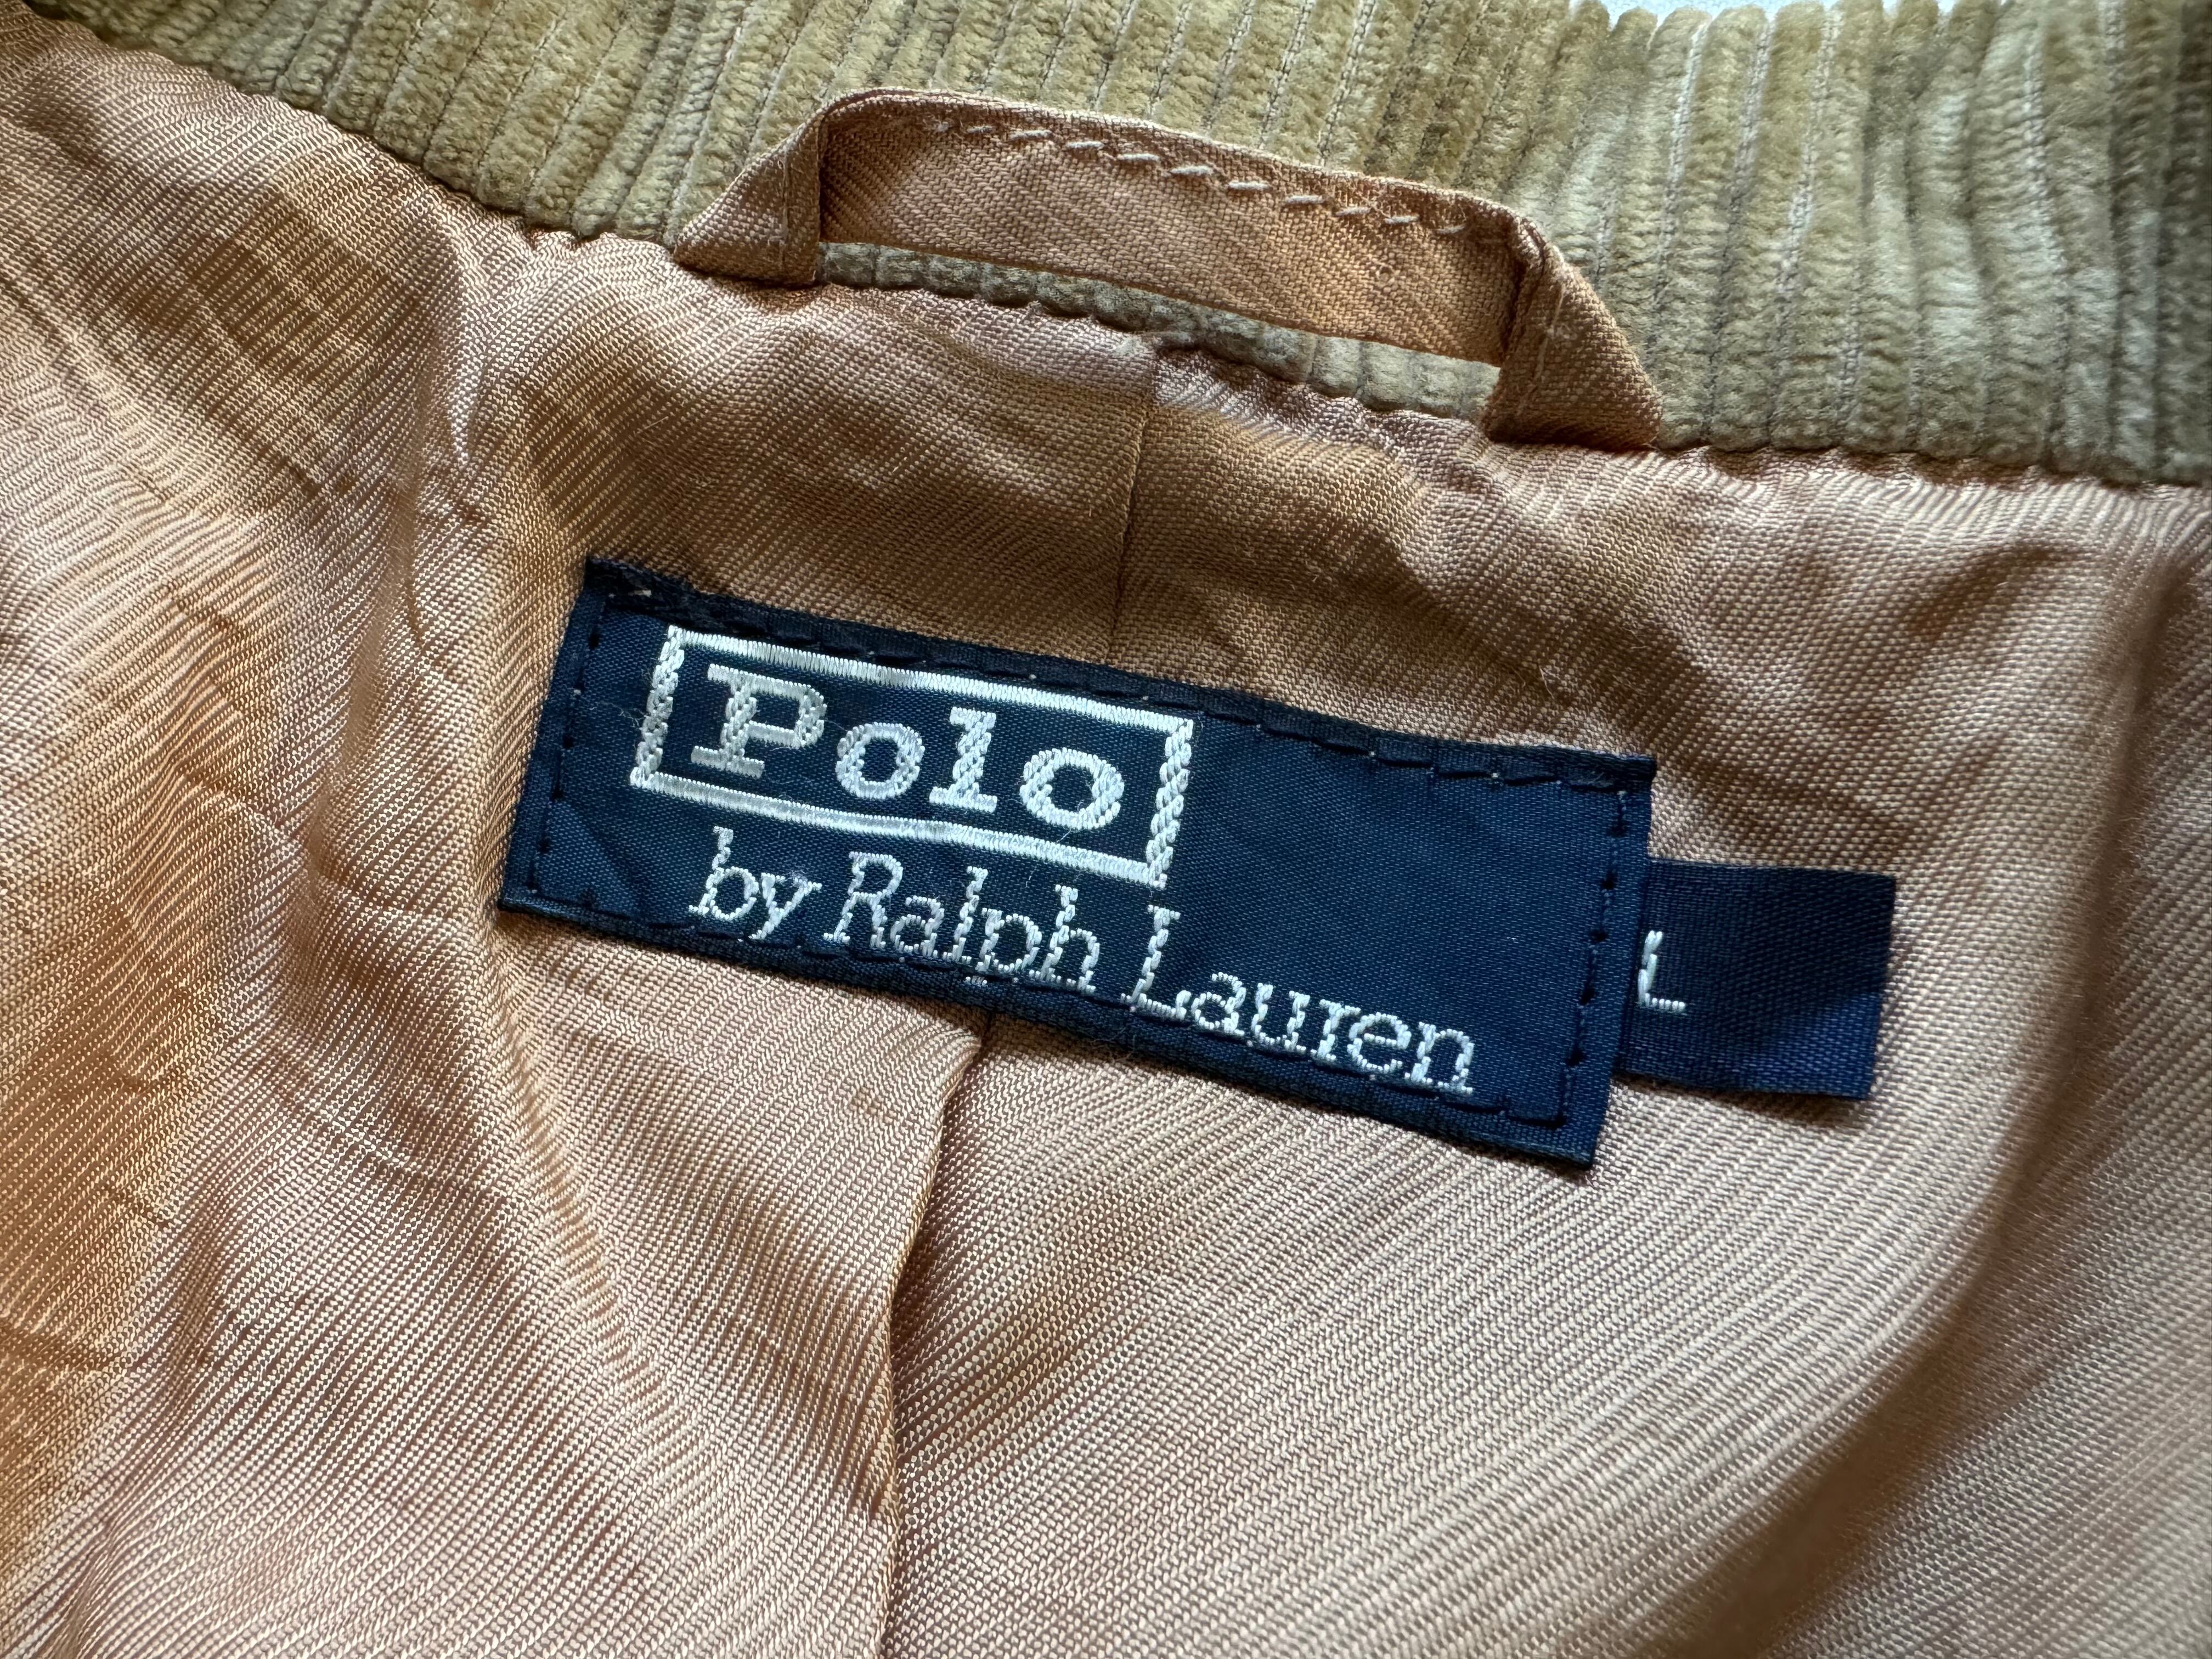 Polo
by Ralph Lauren
L